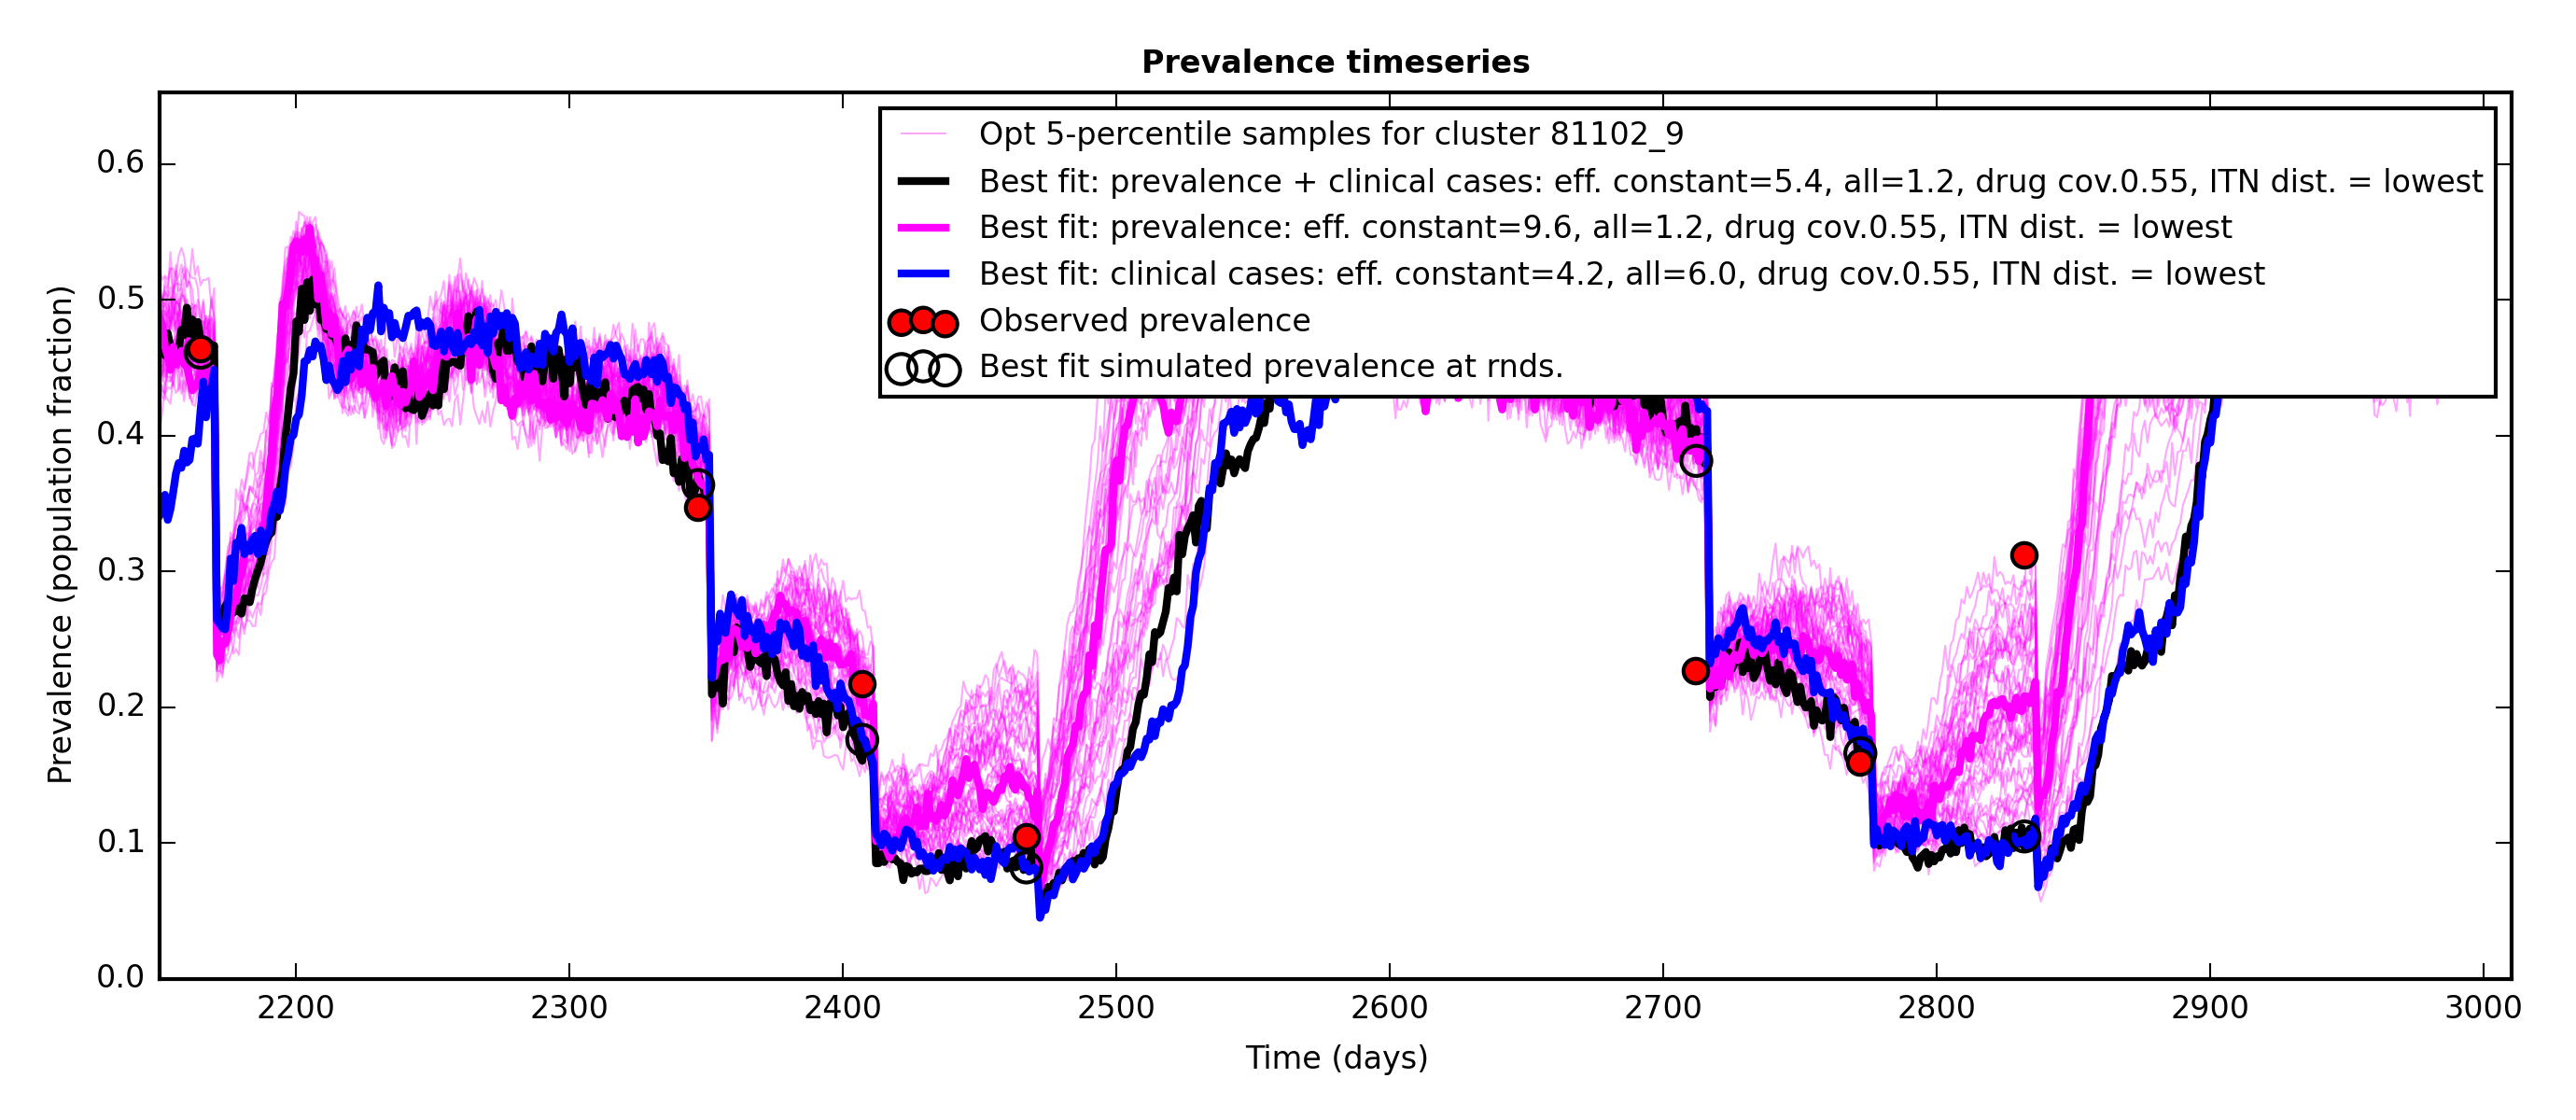 Prevalence timeseries
Opt 5-percentile samples for cluster 81102_9
Best fit: prevalence + clinical cases: eff. constant=5.4, all=1.2, drug cov.0.55, ITN dist. = lowest
Best fit: prevalence: eff. constant=9.6, all=1.2, drug cov.0.55, ITN dist. = lowest
Best fit: clinical cases: eff. constant=4.2, all=6.0, drug cov.0.55, ITN dist. = lowest
Observed prevalence
Best fit simulated prevalence at rnds.
Prevalence (population fraction)
0.6
0.5
0.4
0.3
0.2
0.1
0.0
2200 2300 2400 2500 2600 2700 2800 2900 3000
Time (days)